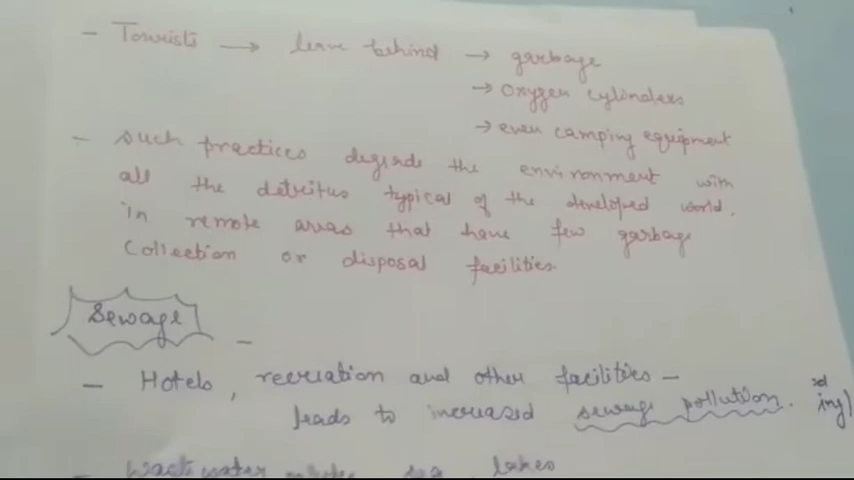 - Tourists → leave behind → garbage
→ oxygen cylinders
→ even camping equipment
- such practices degrade the environment with
all the detritus typical of the developed world.
in remote areas that have few garbage
collection or disposal facilities.
Sewage -
- Hotels, recreation and other facilities -
leads to increased sewage pollution.
- Wastewater sea lakes